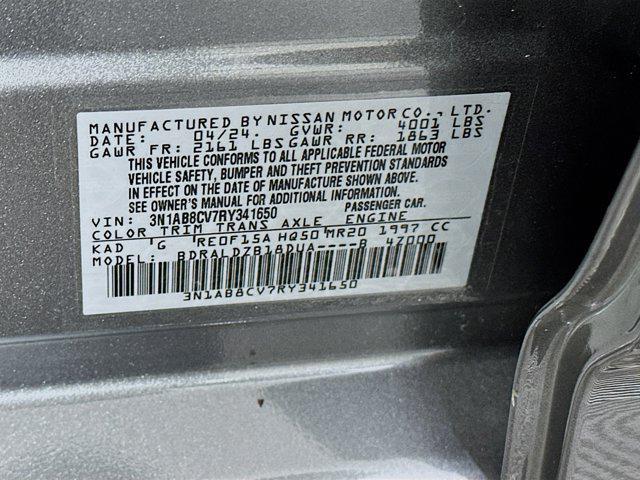 MANUFACTURED BY NISSAN MOTOR CO., LTD.
DATE: 04/24. GVWR: 4001 LBS
GAWR FR: 2161 LBS GAWR RR: 1863 LBS
THIS VEHICLE CONFORMS TO ALL APPLICABLE FEDERAL MOTOR
VEHICLE SAFETY, BUMPER AND THEFT PREVENTION STANDARDS
IN EFFECT ON THE DATE OF MANUFACTURE SHOWN ABOVE.
SEE OWNER'S MANUAL FOR ADDITIONAL INFORMATION.
VIN: 3N1AB8CV7RY341650 PASSENGER CAR.
COLOR TRIM TRANS AXLE ENGINE
KAD G RE0F15A HQ50 MR20 1997 CC
MODEL: BDRALDZB18DUA----B 4Z000
3N1AB8CV7RY341650